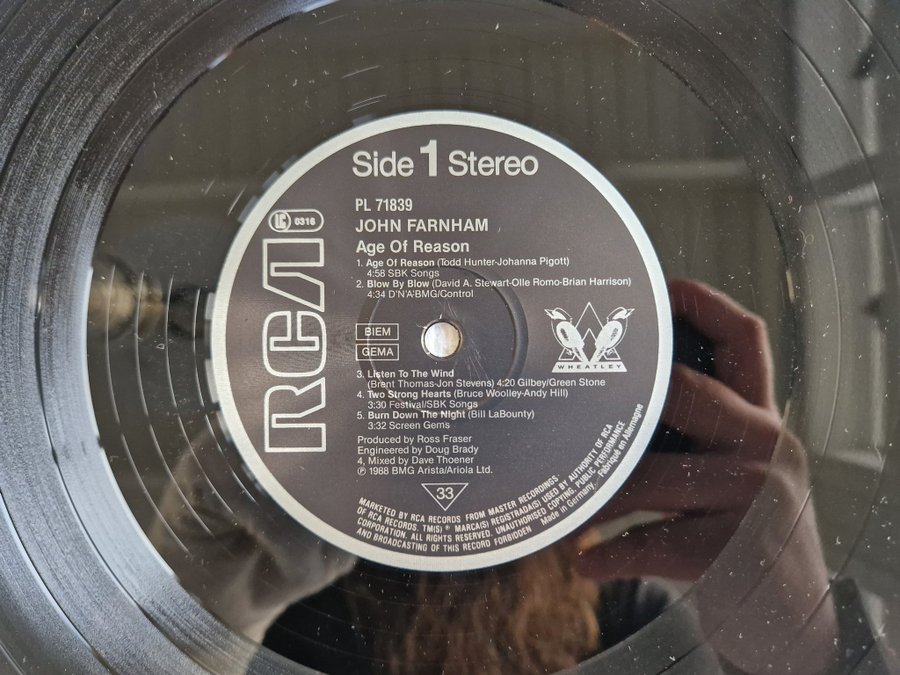 Side 1 Stereo
PL 71839
LC 0316
JOHN FARNHAM
Age Of Reason
1. Age Of Reason (Todd Hunter-Johanna Pigott)
4:58 SBK Songs
2. Blow By Blow (David A. Stewart-Olle Romo-Brian Harrison)
4:34 D'N'A'BMG/Control
RCA
BIEM
GEMA
WHEATLEY
3. Listen To The Wind
(Brent Thomas-Jon Stevens) 4:20 Gilbey/Green Stone
4. Two Strong Hearts (Bruce Woolley-Andy Hill)
3:30 Festival/SBK Songs
5. Burn Down The Night (Bill LaBounty)
3:32 Screen Gems
Produced by Ross Fraser
Engineered by Doug Brady
4, Mixed by Dave Thoener
℗ 1988 BMG Arista/Ariola Ltd.
33
MARKETED BY RCA RECORDS FROM MASTER RECORDINGS.
OF RCA RECORDS. TM(S) ® MARCA(S) REGISTRADA(S) USED BY AUTHORITY OF RCA
CORPORATION. ALL RIGHTS RESERVED. UNAUTHORISED COPYING, PUBLIC PERFORMANCE
AND BROADCASTING OF THIS RECORD FORBIDDEN Made in Germany. Fabriqué en Allemagne